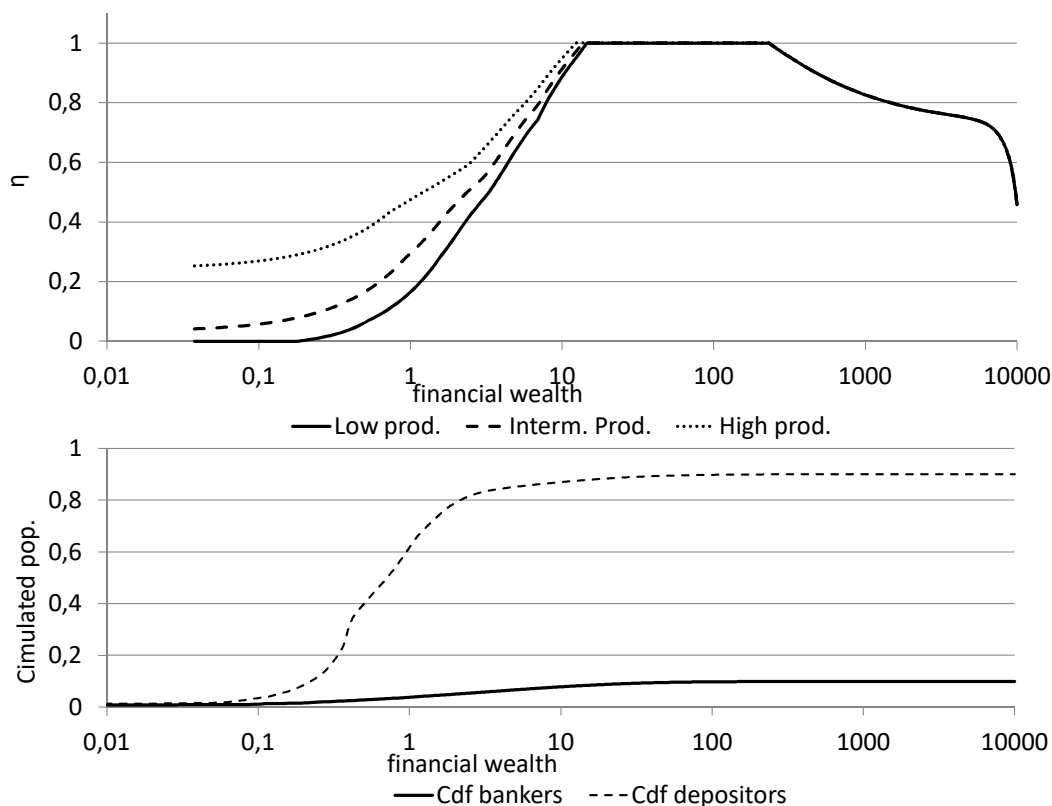 1
0,8
0,6
η
0,4
0,2
0
0,01 0,1 1 10 100 1000 10000
financial wealth
Low prod. Interm. Prod. High prod.
1
0,8
0,6
Cimulated pop.
0,4
0,2
0
0,01 0,1 1 10 100 1000 10000
financial wealth
Cdf bankers Cdf depositors